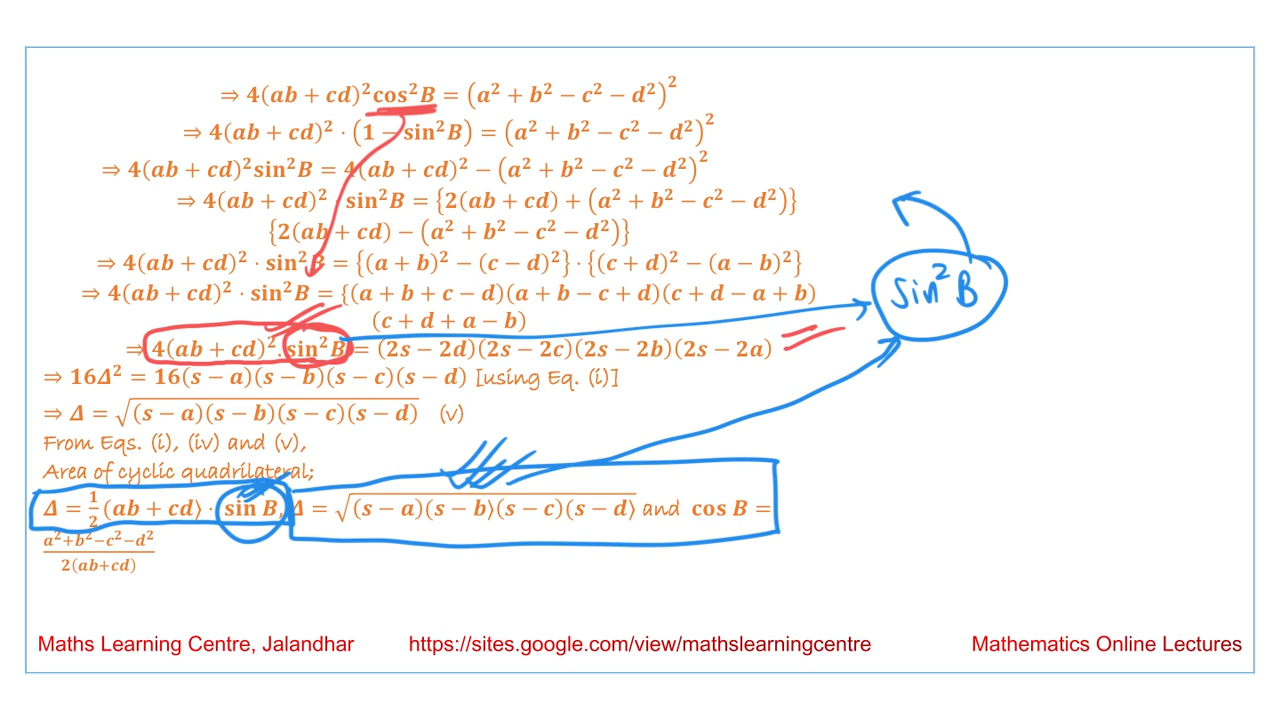 ⇒ 4(ab + cd)²cos²B = (a² + b² − c² − d²)²
⇒ 4(ab + cd)² · (1 − sin²B) = (a² + b² − c² − d²)²
⇒ 4(ab + cd)²sin²B = 4(ab + cd)² − (a² + b² − c² − d²)²
⇒ 4(ab + cd)² · sin²B = {2(ab + cd) + (a² + b² − c² − d²)}
{2(ab + cd) − (a² + b² − c² − d²)}
⇒ 4(ab + cd)² · sin²B = {(a + b)² − (c − d)²} · {(c + d)² − (a − b)²}
⇒ 4(ab + cd)² · sin²B = {(a + b + c − d)(a + b − c + d)(c + d − a + b)
(c + d + a − b)
⇒ 4(ab + cd)². sin²B = (2s − 2d)(2s − 2c)(2s − 2b)(2s − 2a)
⇒ 16Δ² = 16(s − a)(s − b)(s − c)(s − d) [using Eq. (i)]
⇒ Δ = √(s − a)(s − b)(s − c)(s − d) (v)
From Eqs. (i), (iv) and (v),
Area of cyclic quadrilateral;
Δ = 1/2 (ab + cd⟩ · sin B, Δ = √(s − a)(s − b⟩(s − c)(s − d⟩ and cos B =
a²+b²−c²−d² / 2(ab+cd)
Sin² B
Maths Learning Centre, Jalandhar https://sites.google.com/view/mathslearningcentre Mathematics Online Lectures